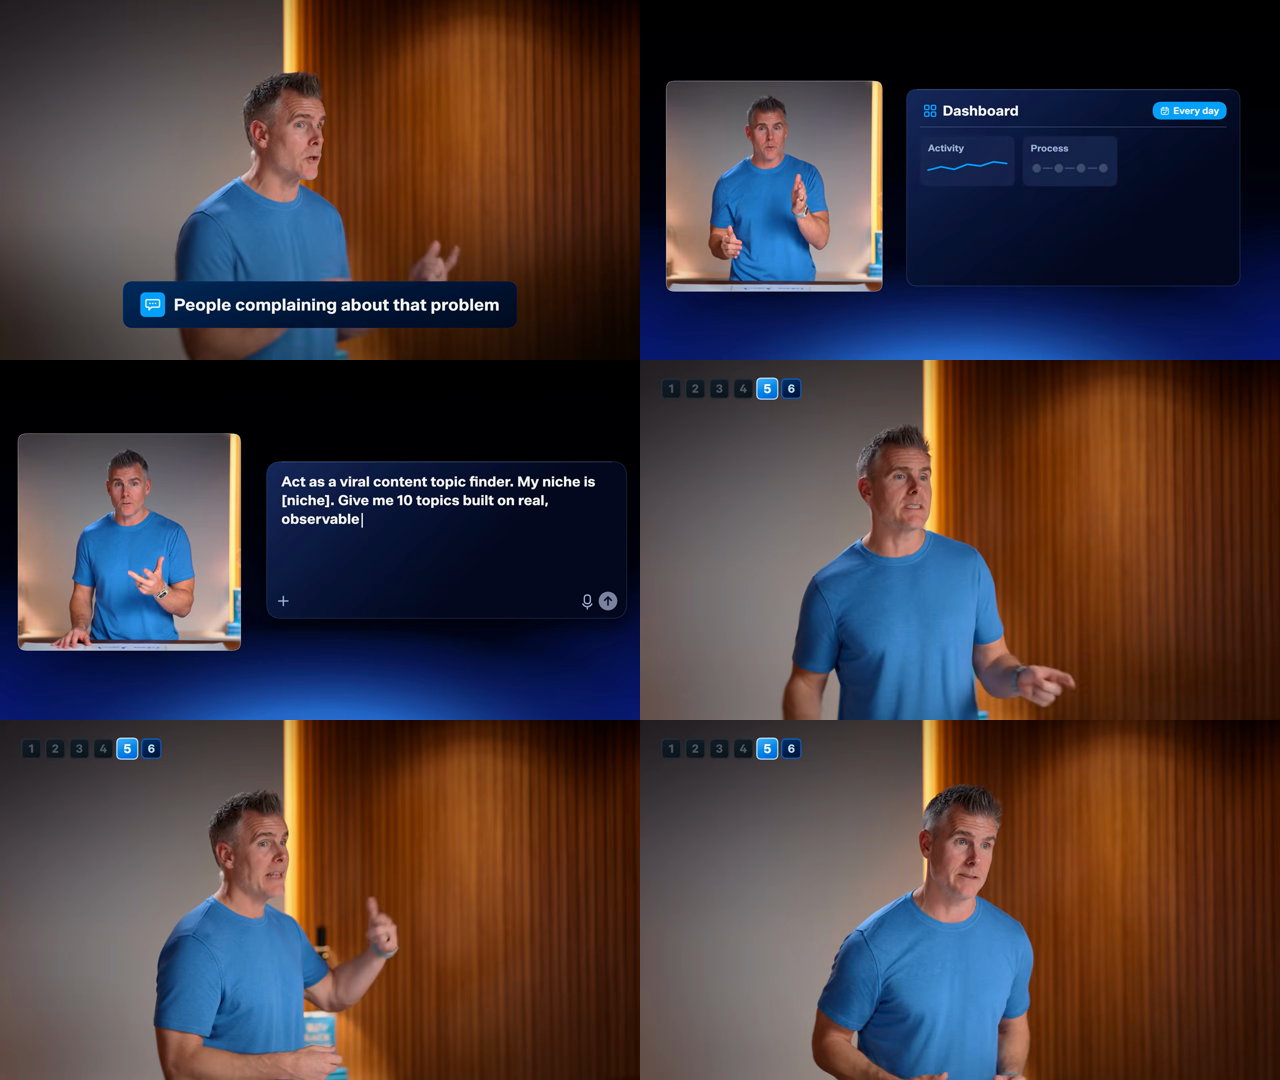 People complaining about that problem
Dashboard
Every day
Activity
Process
Act as a viral content topic finder. My niche is
[niche]. Give me 10 topics built on real,
observable
1 2 3 4 5 6
1 2 3 4 5 6
1 2 3 4 5 6